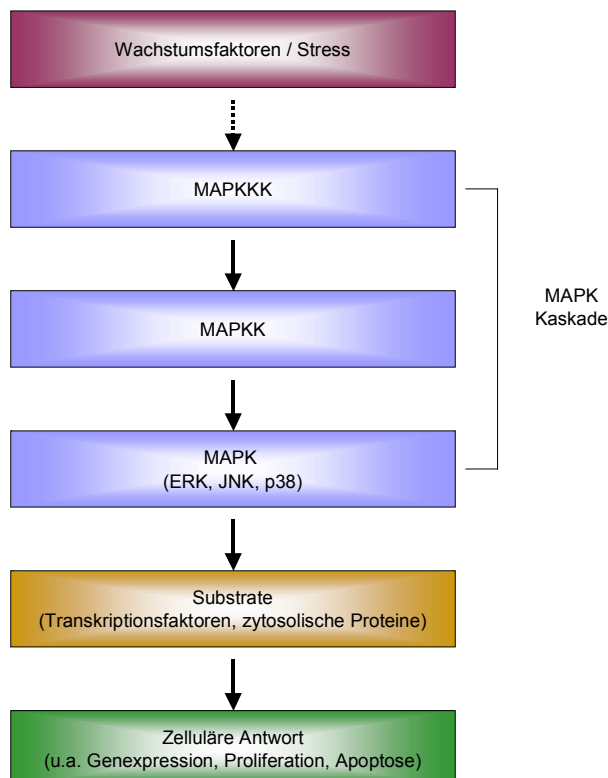 Wachstumsfaktoren / Stress
MAPKKK
MAPKK
MAPK
Kaskade
MAPK
(ERK, JNK, p38)
Substrate
(Transkriptionsfaktoren, zytosolische Proteine)
Zelluläre Antwort
(u.a. Genexpression, Proliferation, Apoptose)